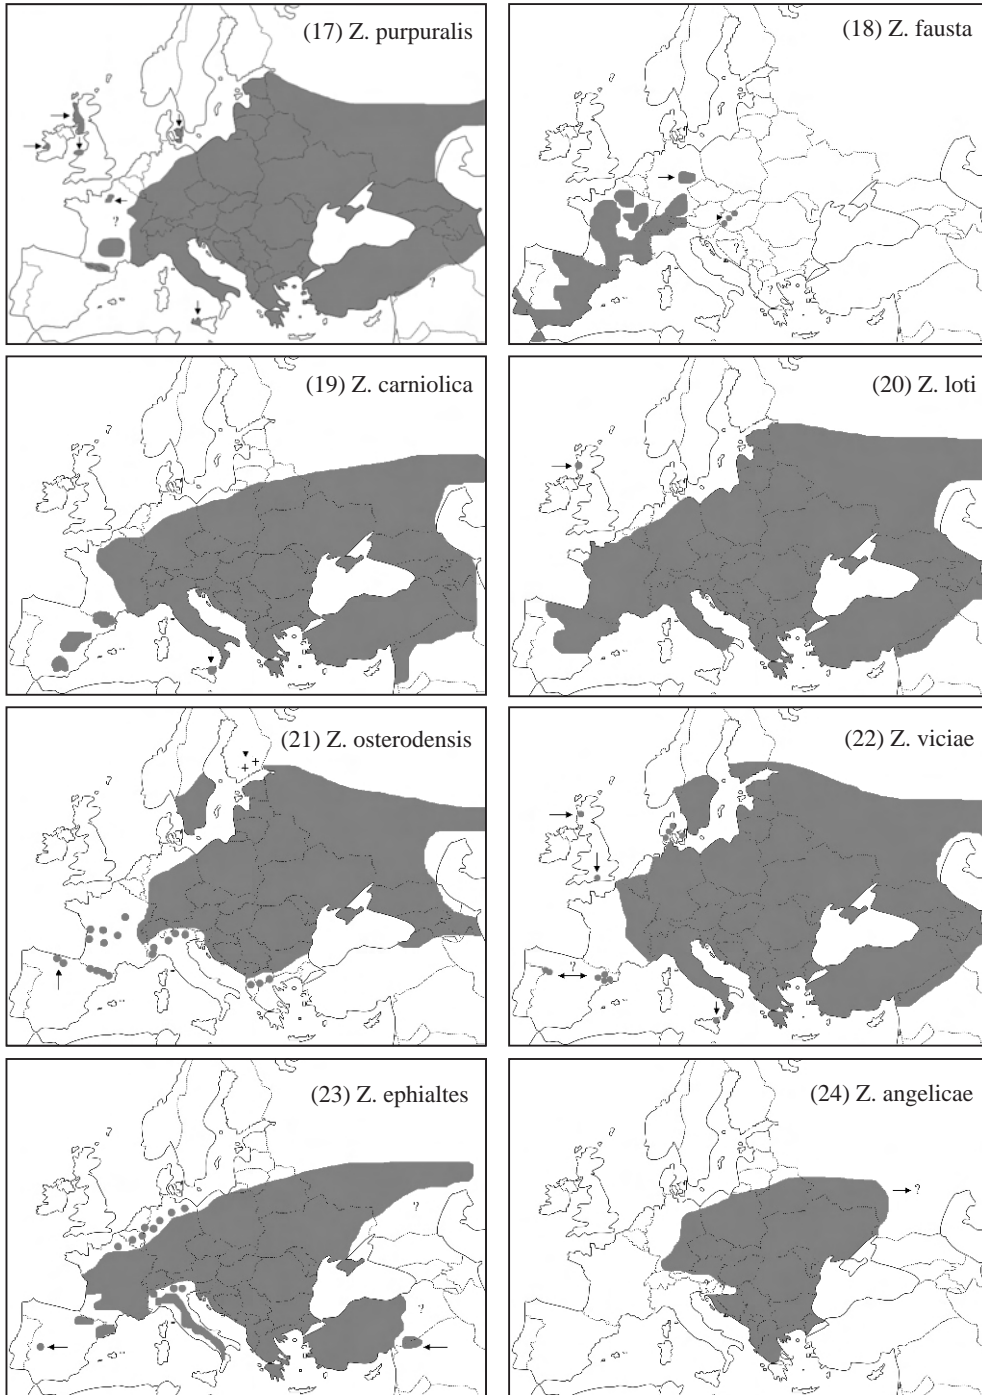 (17) Z. purpuralis
?
?
(18) Z. fausta
?
?
(19) Z. carniolica
(20) Z. loti
(21) Z. osterodensis
+ +
(22) Z. viciae
?
(23) Z. ephialtes
?
?
(24) Z. angelicae
?